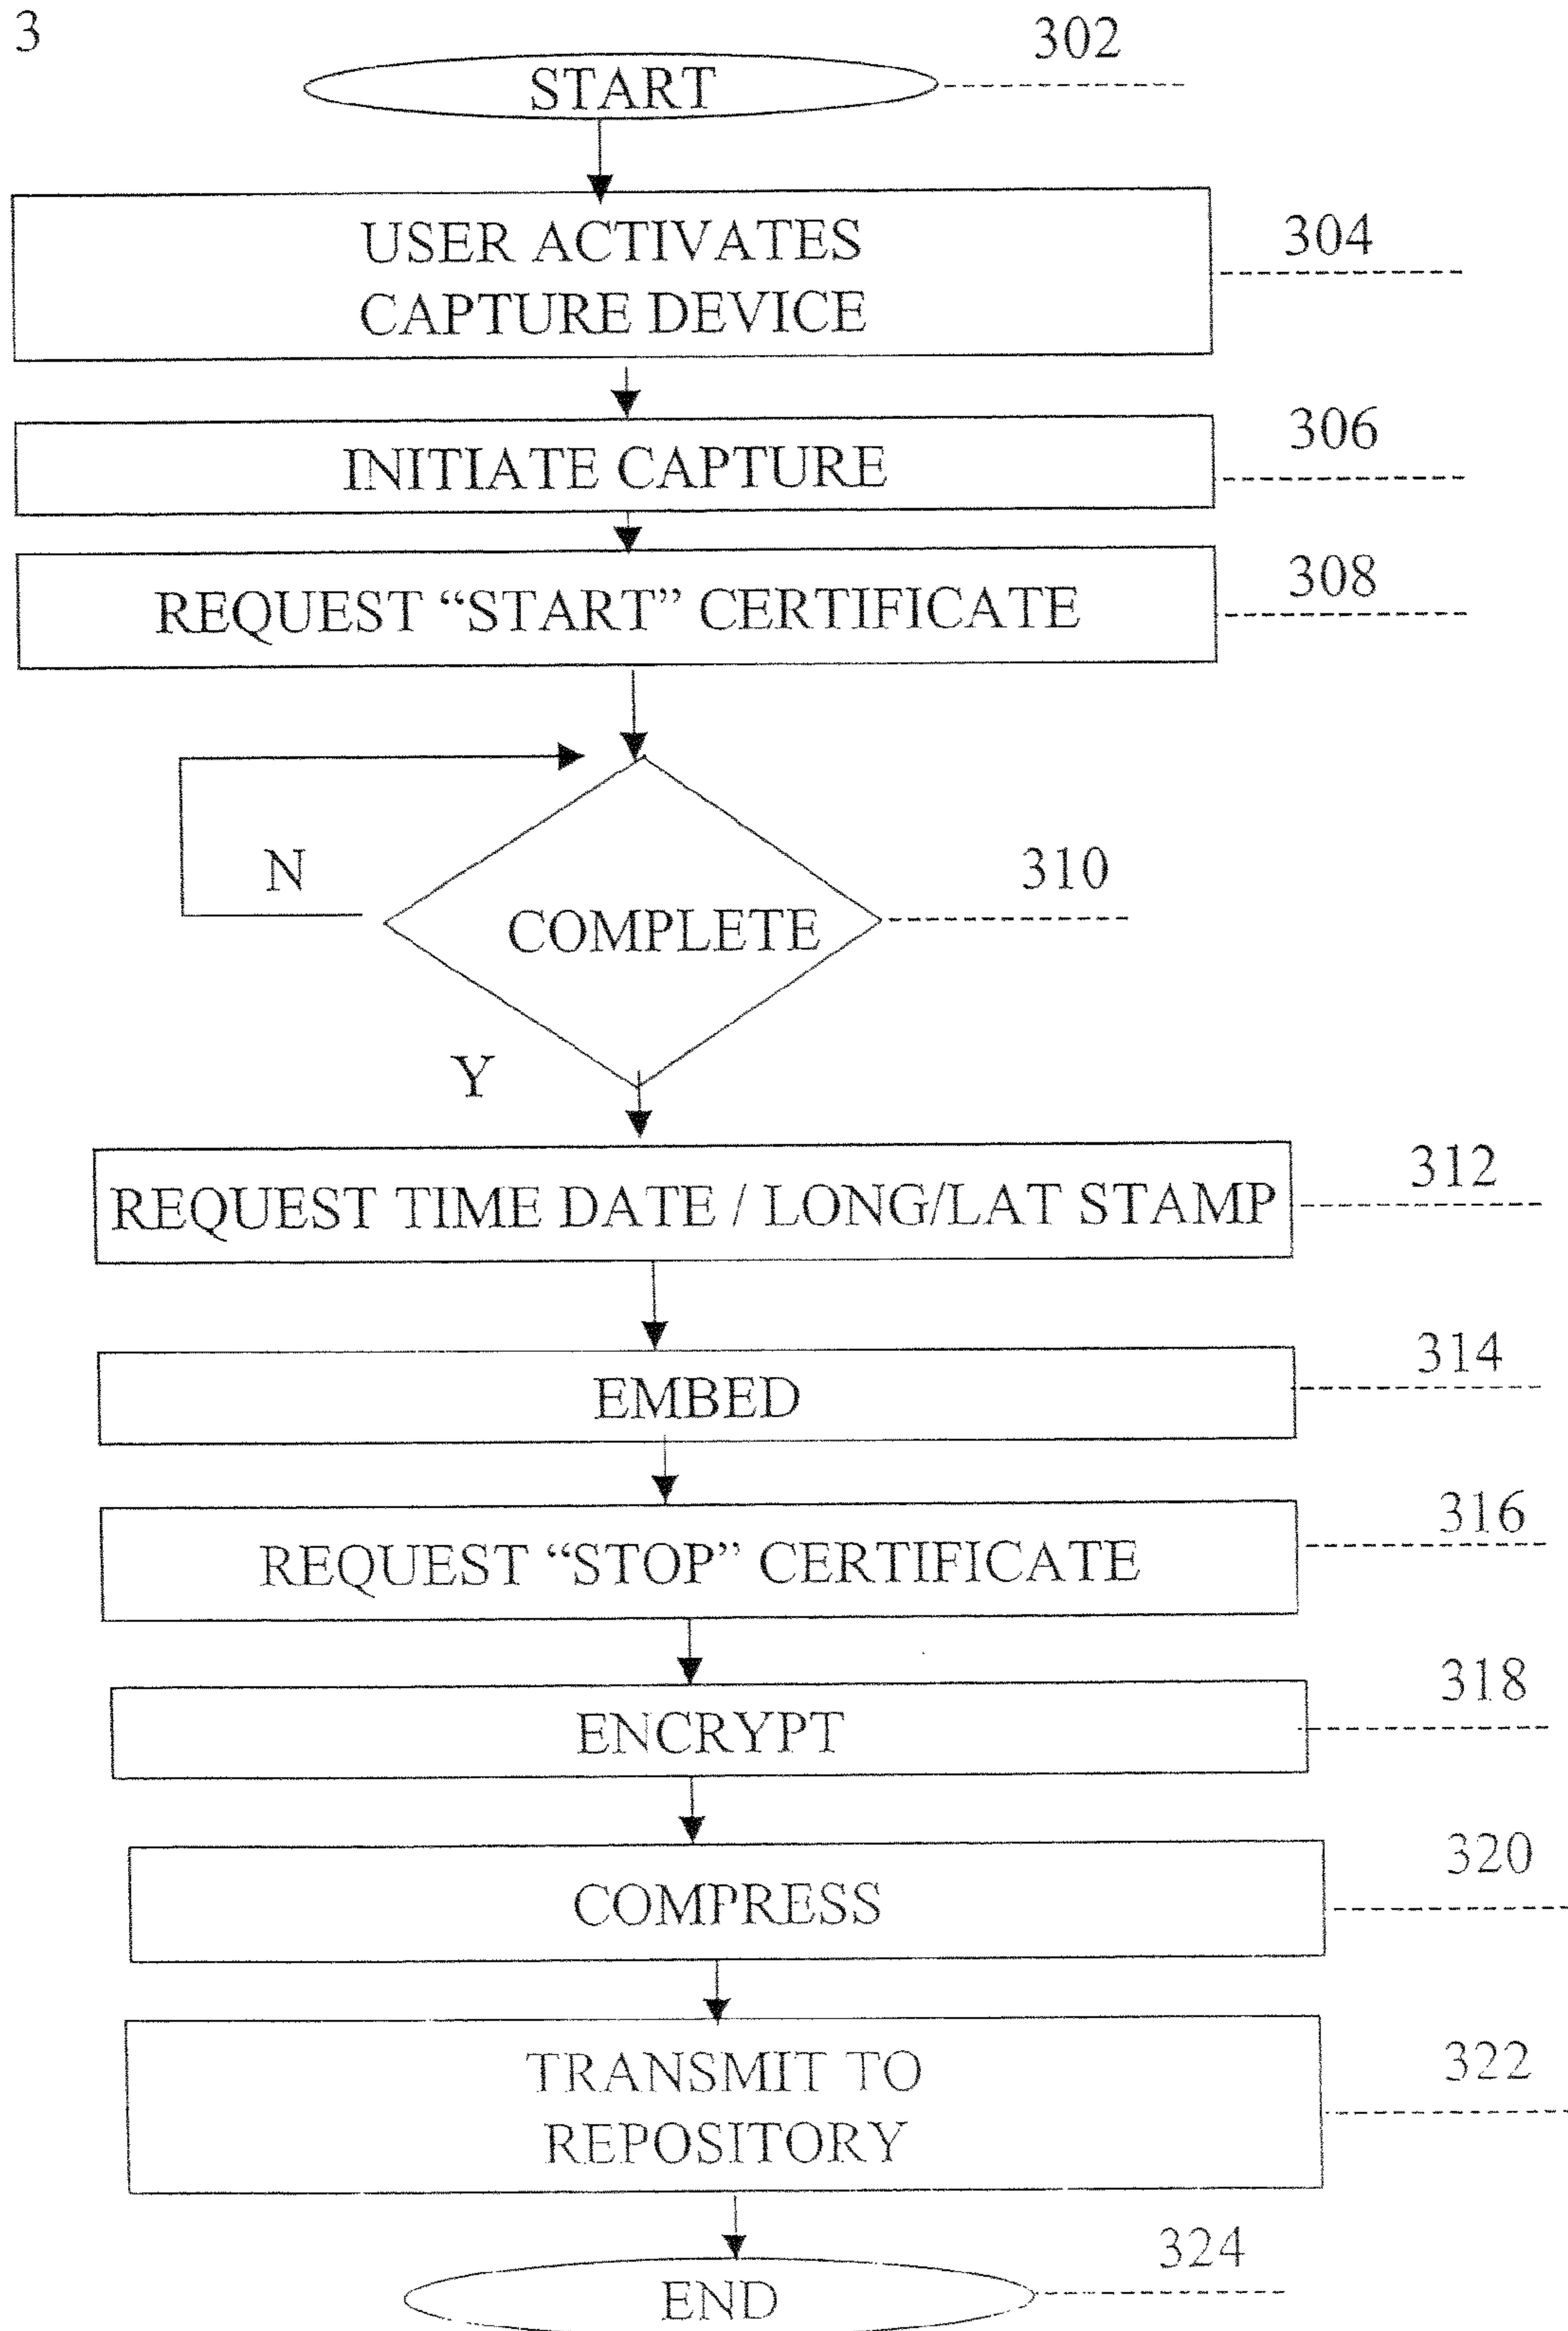 3
302
START
USER ACTIVATES
CAPTURE DEVICE
304
INITIATE CAPTURE
306
REQUEST “START” CERTIFICATE
308
N
COMPLETE
310
Y
REQUEST TIME DATE / LONG/LAT STAMP
312
EMBED
314
REQUEST “STOP” CERTIFICATE
316
ENCRYPT
318
COMPRESS
320
TRANSMIT TO
REPOSITORY
322
END
324